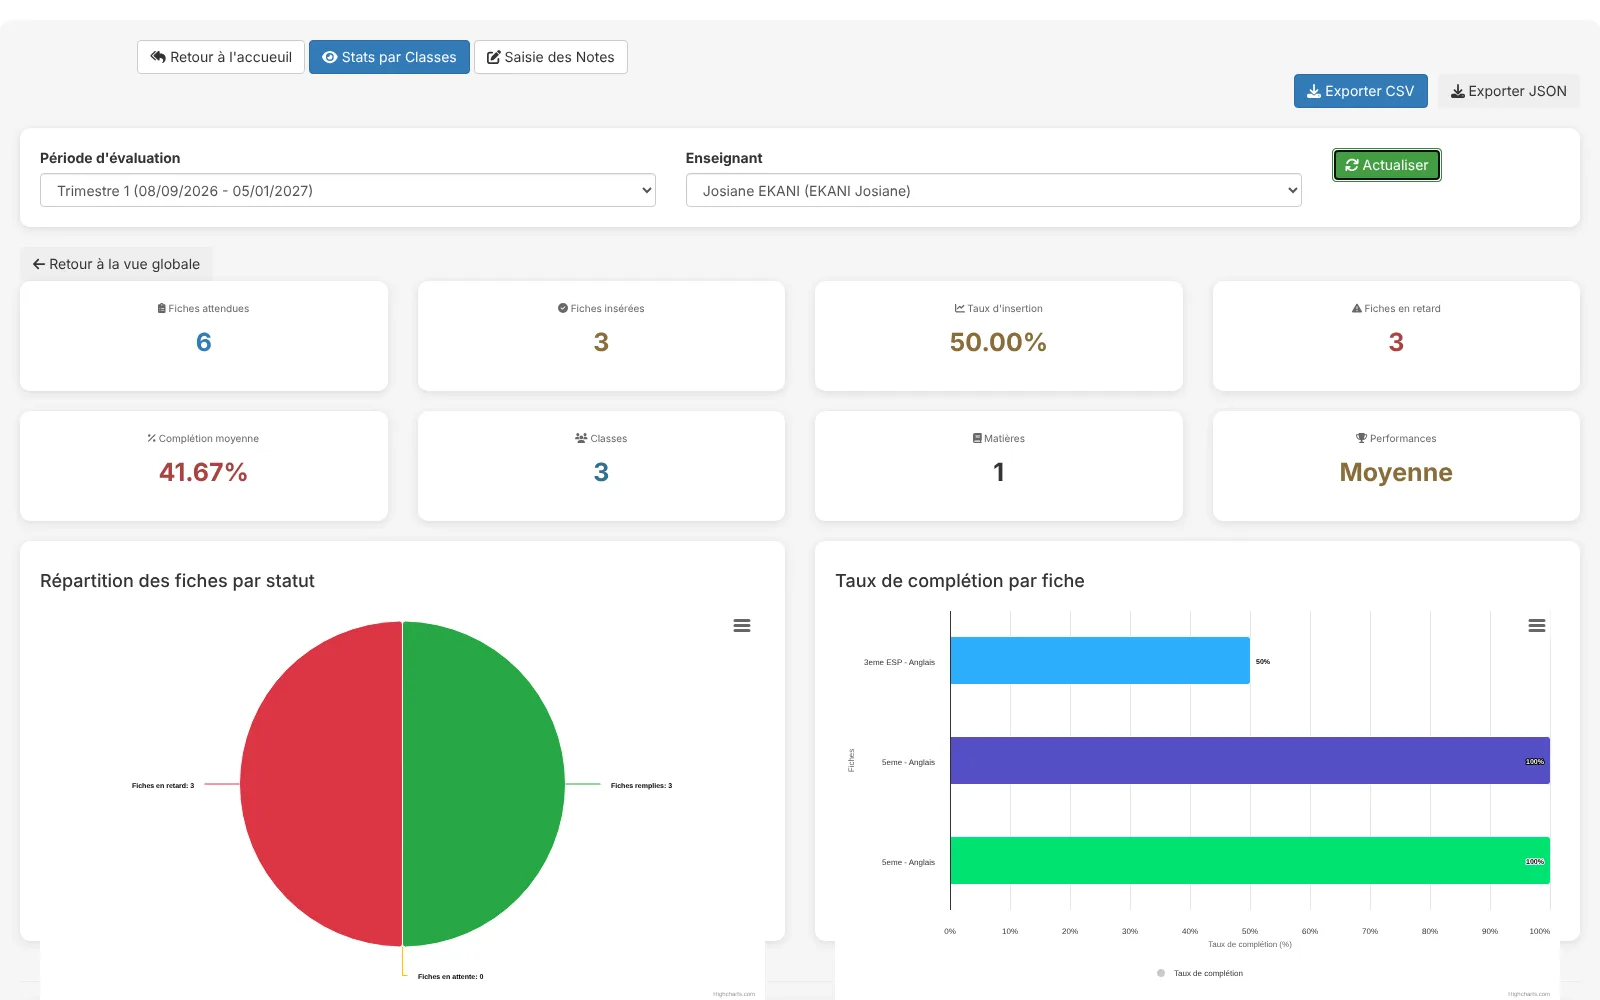 Retour à l'accueuil
Stats par Classes
Saisie des Notes
Exporter CSV
Exporter JSON
Période d'évaluation
Enseignant
Trimestre 1 (08/09/2026 - 05/01/2027)
Josiane EKANI (EKANI Josiane)
Actualiser
Retour à la vue globale
Fiches attendues
6
Fiches insérées
3
Taux d'insertion
50.00%
Fiches en retard
3
Complétion moyenne
41.67%
Classes
3
Matières
1
Performances
Moyenne
Répartition des fiches par statut
Fiches en retard: 3
Fiches remplies: 3
Fiches en attente: 0
Highcharts.com
Taux de complétion par fiche
Fiches
3eme ESP - Anglais
50%
5eme - Anglais
100%
5eme - Anglais
100%
0%
10%
20%
30%
40%
50%
60%
70%
80%
90%
100%
Taux de complétion (%)
Taux de complétion
Highcharts.com